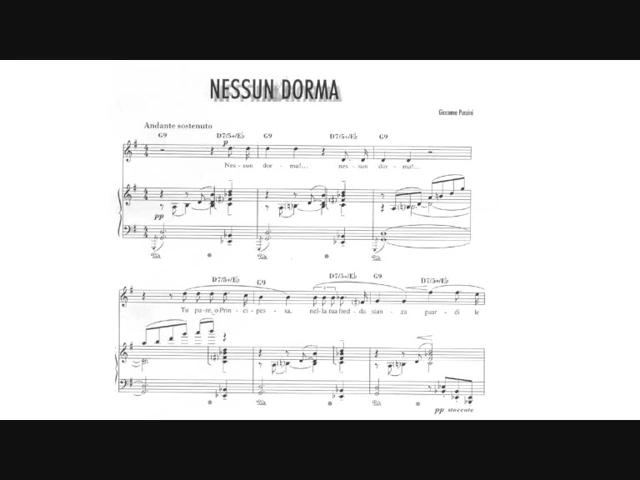 NESSUN DORMA
Giacomo Puccini
Andante sostenuto
G9 D7/5+/E♭ G9 D7/5+/E♭ G9
p
Nes - sun dor - ma!... nes - sun dor - ma!...
pp
D7/5+/E♭ G9 D7/5+/E♭ G9 D7/5+/E♭
3
Tu pu - re, o Prin - ci - pes - sa, nel - la tua fred - da stan - za guar - di le
pp staccato